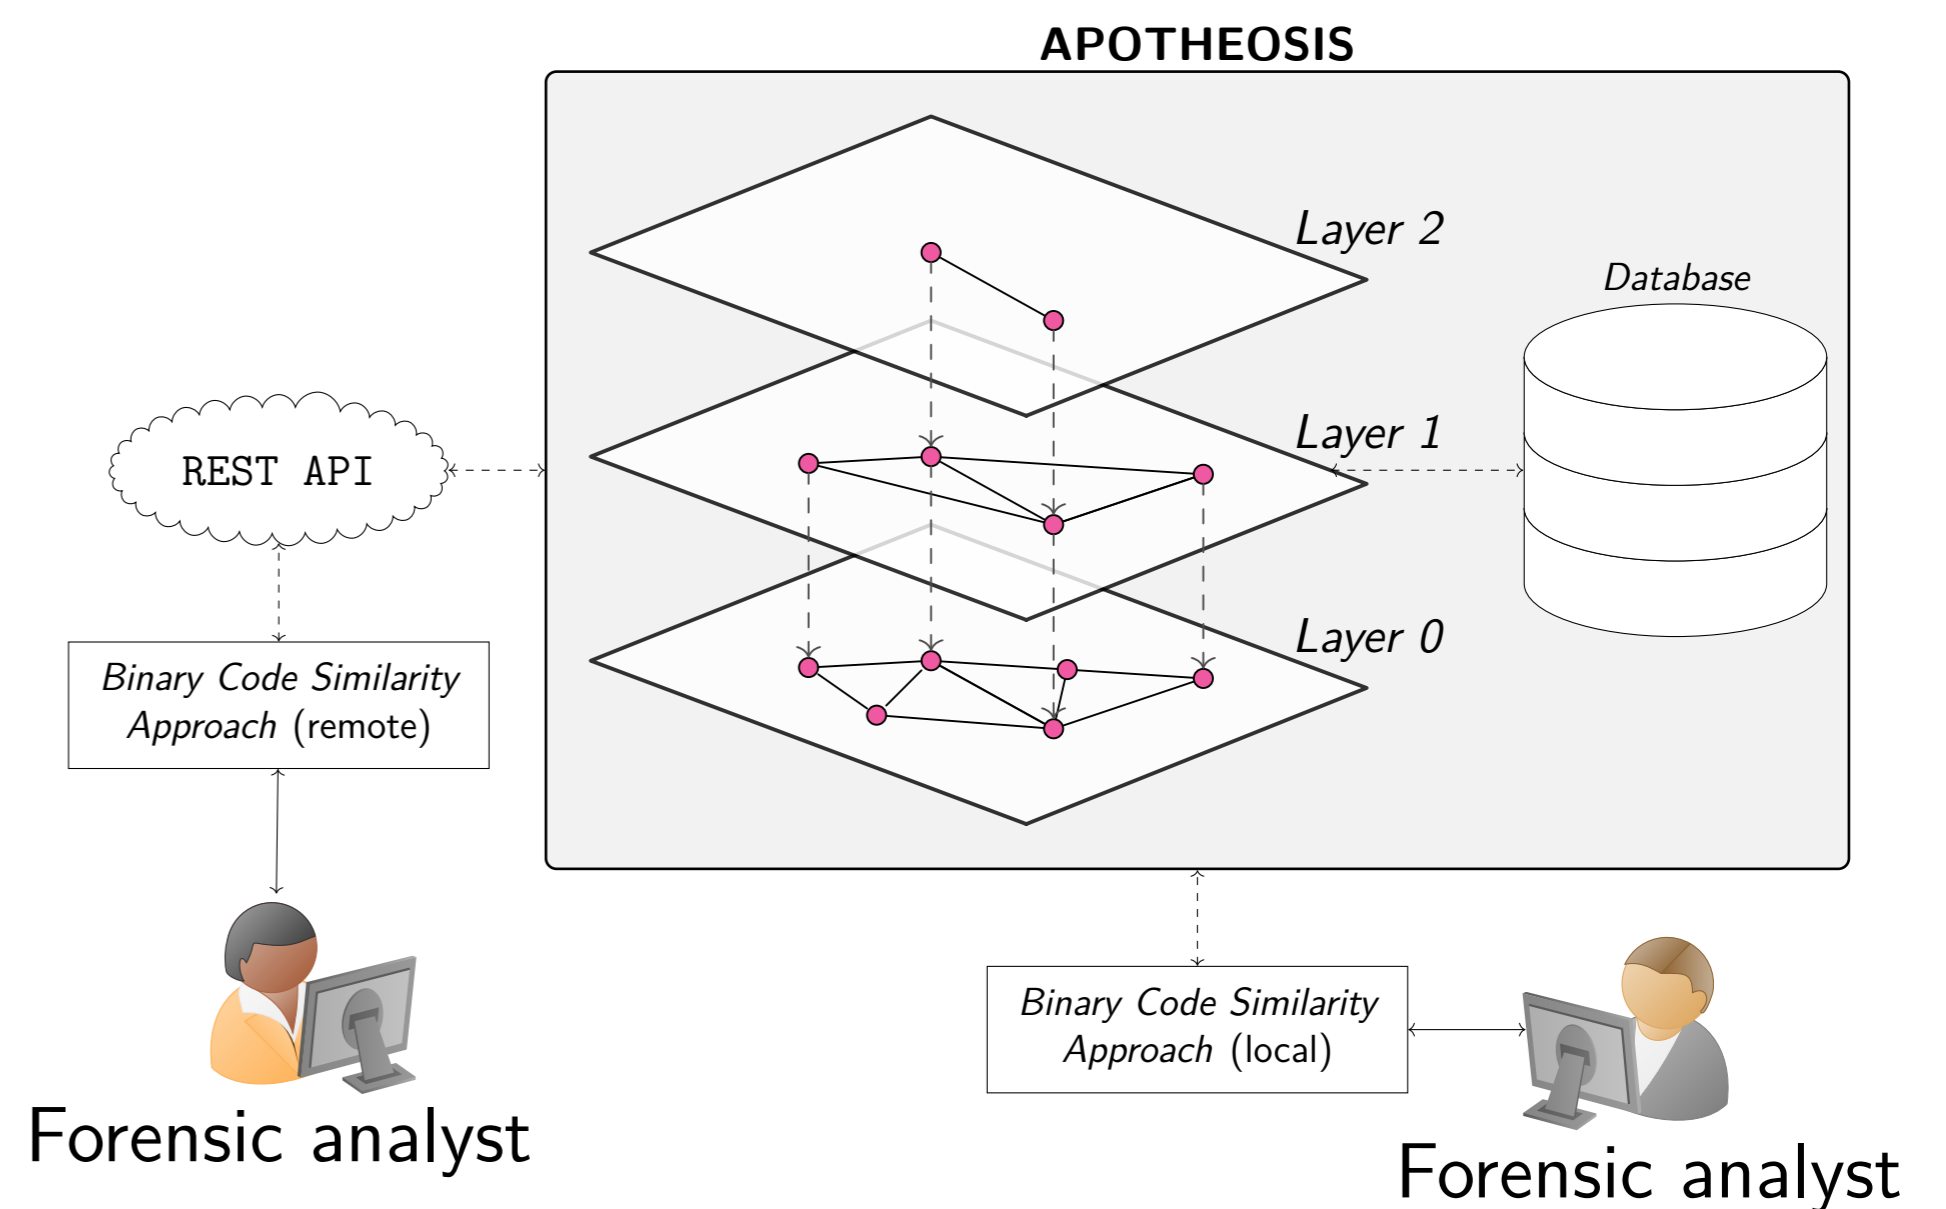 APOTHEOSIS
Layer 2
Database
Layer 1
REST API
Layer 0
Binary Code Similarity
Approach (remote)
Binary Code Similarity
Approach (local)
Forensic analyst
Forensic analyst